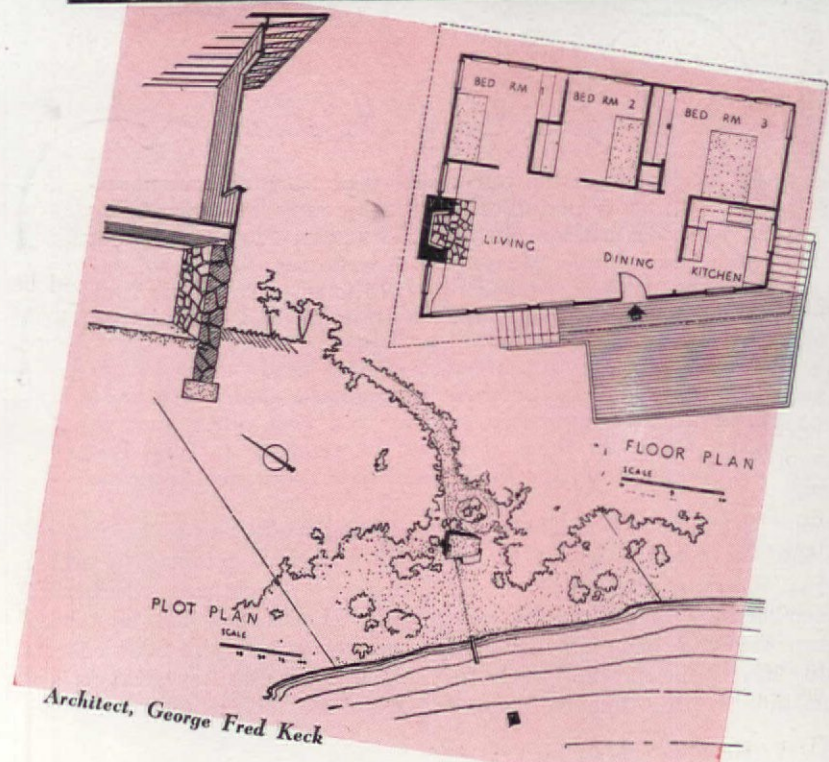 BED RM 1
BED RM 2
BED RM 3
LIVING
DINING
KITCHEN
FLOOR PLAN
SCALE
PLOT PLAN
SCALE
Architect, George Fred Keck